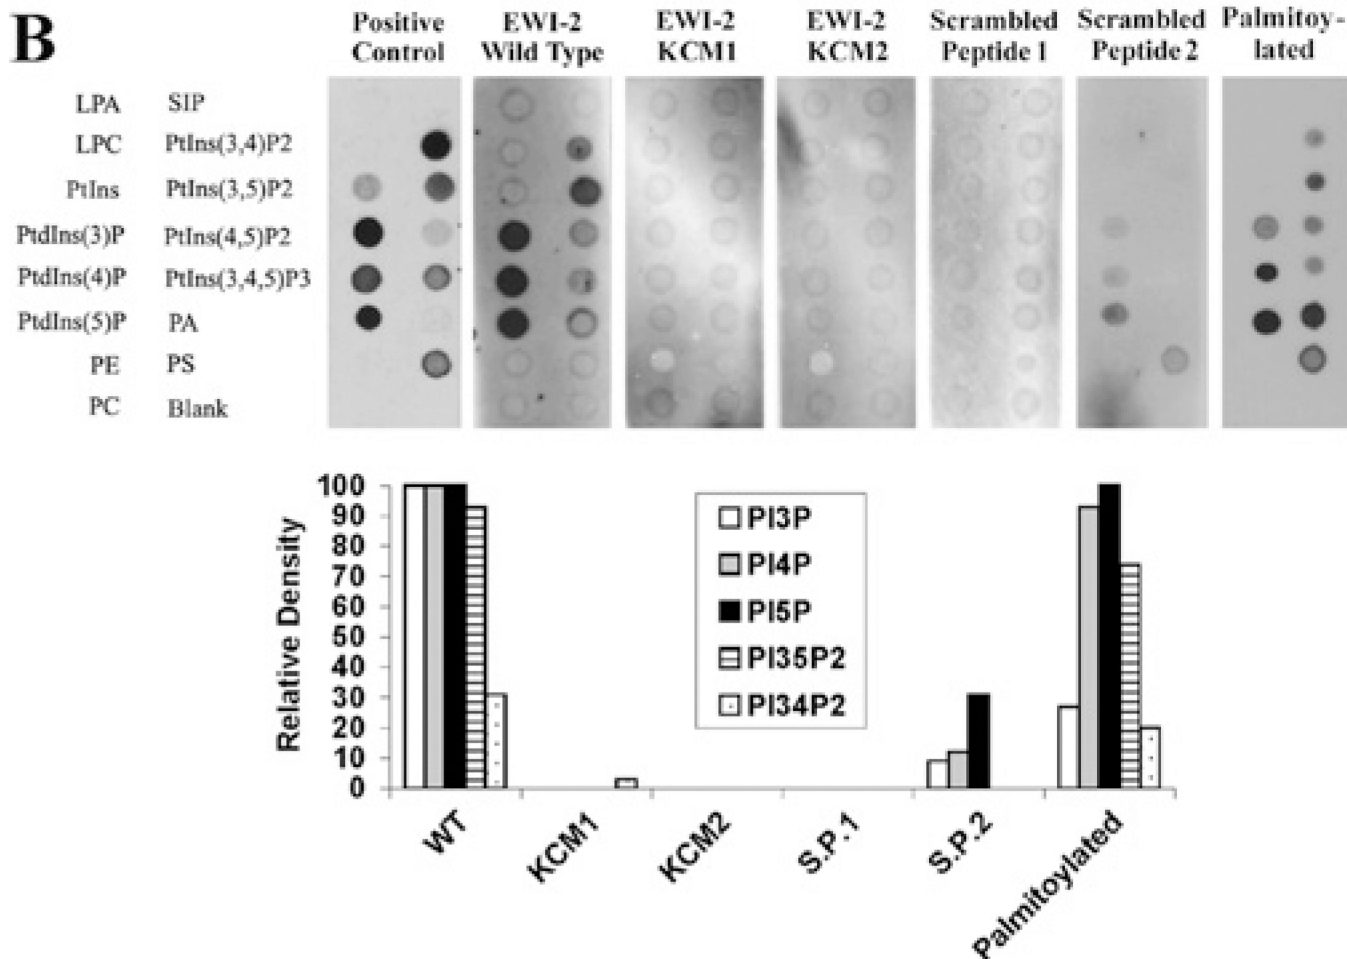 B
Positive Control
EWI-2 Wild Type
EWI-2 KCM1
EWI-2 KCM2
Scrambled Peptide 1
Scrambled Peptide 2
Palmitoy-lated
LPA SIP
LPC PtIns(3,4)P2
PtIns PtIns(3,5)P2
PtdIns(3)P PtIns(4,5)P2
PtdIns(4)P PtIns(3,4,5)P3
PtdIns(5)P PA
PE PS
PC Blank
Relative Density
100
90
80
70
60
50
40
30
20
10
0
PI3P
PI4P
PI5P
PI35P2
PI34P2
WT
KCM1
KCM2
S.P.1
S.P.2
Palmitoylated